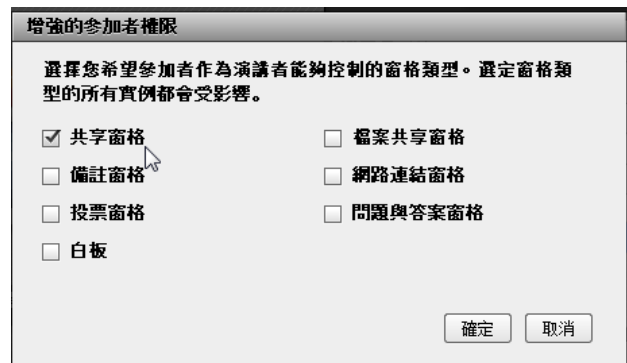 增強的參加者權限
選擇您希望參加者作為演講者能夠控制的窗格類型。選定窗格類
型的所有實例都會受影響。
共享窗格
檔案共享窗格
備註窗格
網路連結窗格
投票窗格
問題與答案窗格
白板
確定
取消